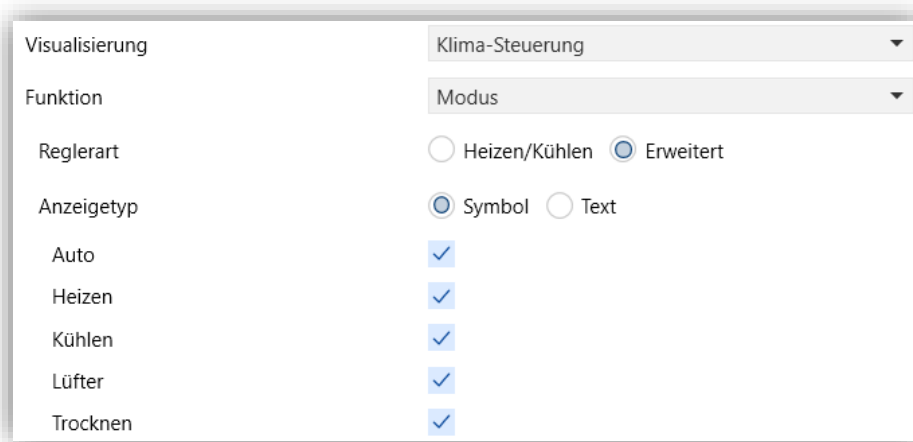 Visualisierung Klima-Steuerung
Funktion Modus
Reglerart Heizen/Kühlen Erweitert
Anzeigetyp Symbol Text
Auto
Heizen
Kühlen
Lüfter
Trocknen